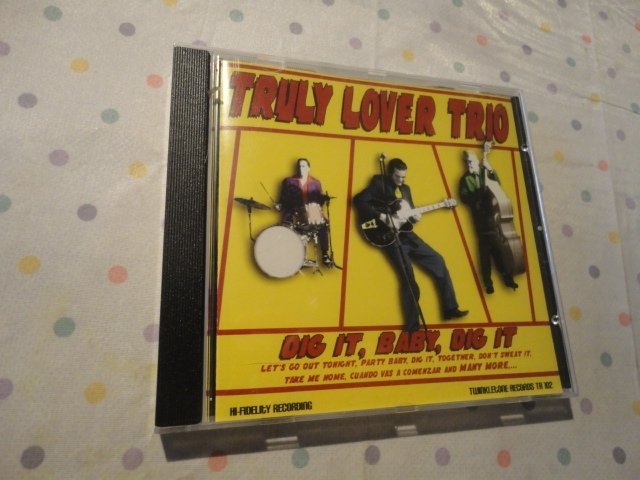 TRULY LOVER TRIO
DIG IT, BABY, DIG IT
LET'S GO OUT TONIGHT, PARTY BABY, DIG IT, TOGETHER, DON'T SWEAT IT,
TAKE ME HOME, CUANDO VAS A COMENZAR AND MANY MORE....
HI-FIDELITY RECORDING
TWINKLETONE RECORDS TR 102